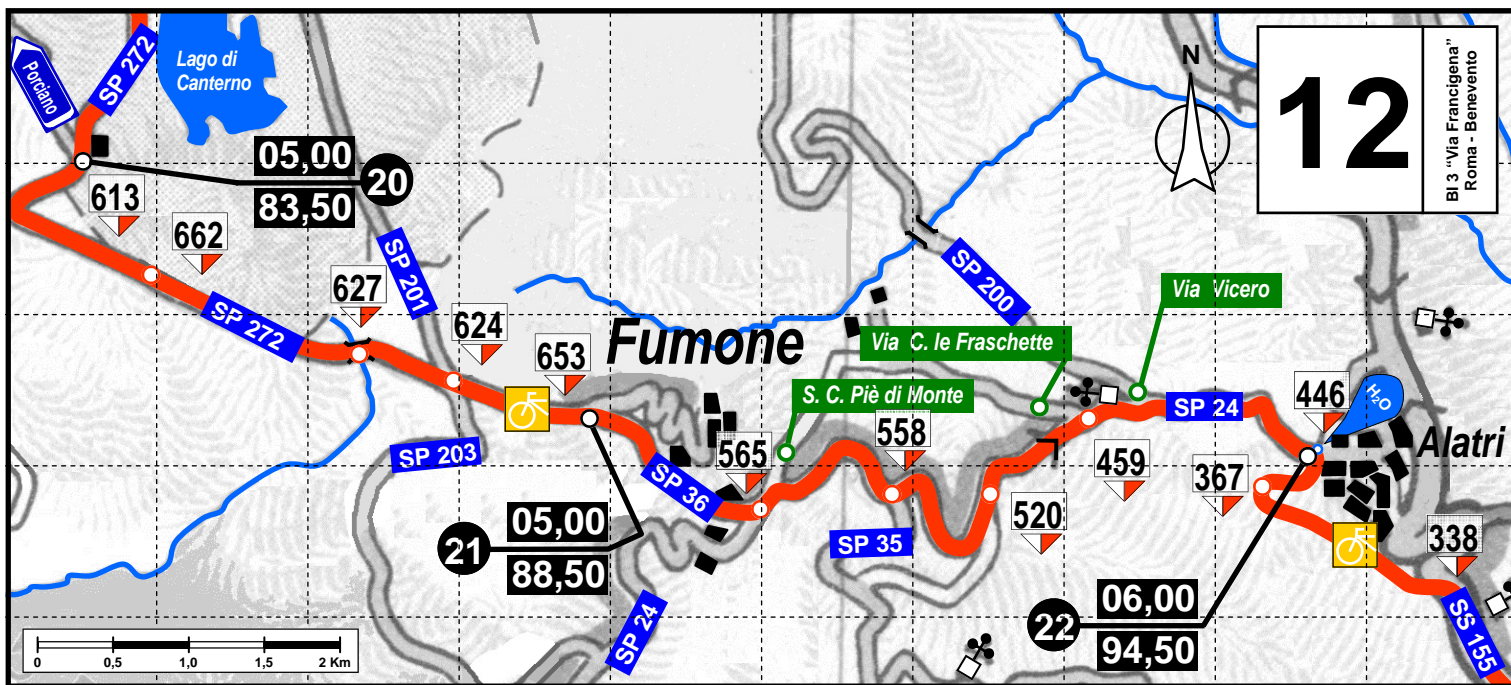 SP 272
Lago di
Canterno
Porciano
N
12
BI 3 “Via Francigena”
Roma - Benevento
05,00
20
83,50
613
662
SP 201
627
SP 272
624
653
Fumone
SP 200
Via Vicero
Via C. le Fraschette
S. C. Piè di Monte
SP 24
446
H2O
Alatri
SP 203
565
558
459
367
SP 36
520
338
05,00
21
88,50
SP 35
SP 24
06,00
22
94,50
SS 155
0 0,5 1,0 1,5 2 Km